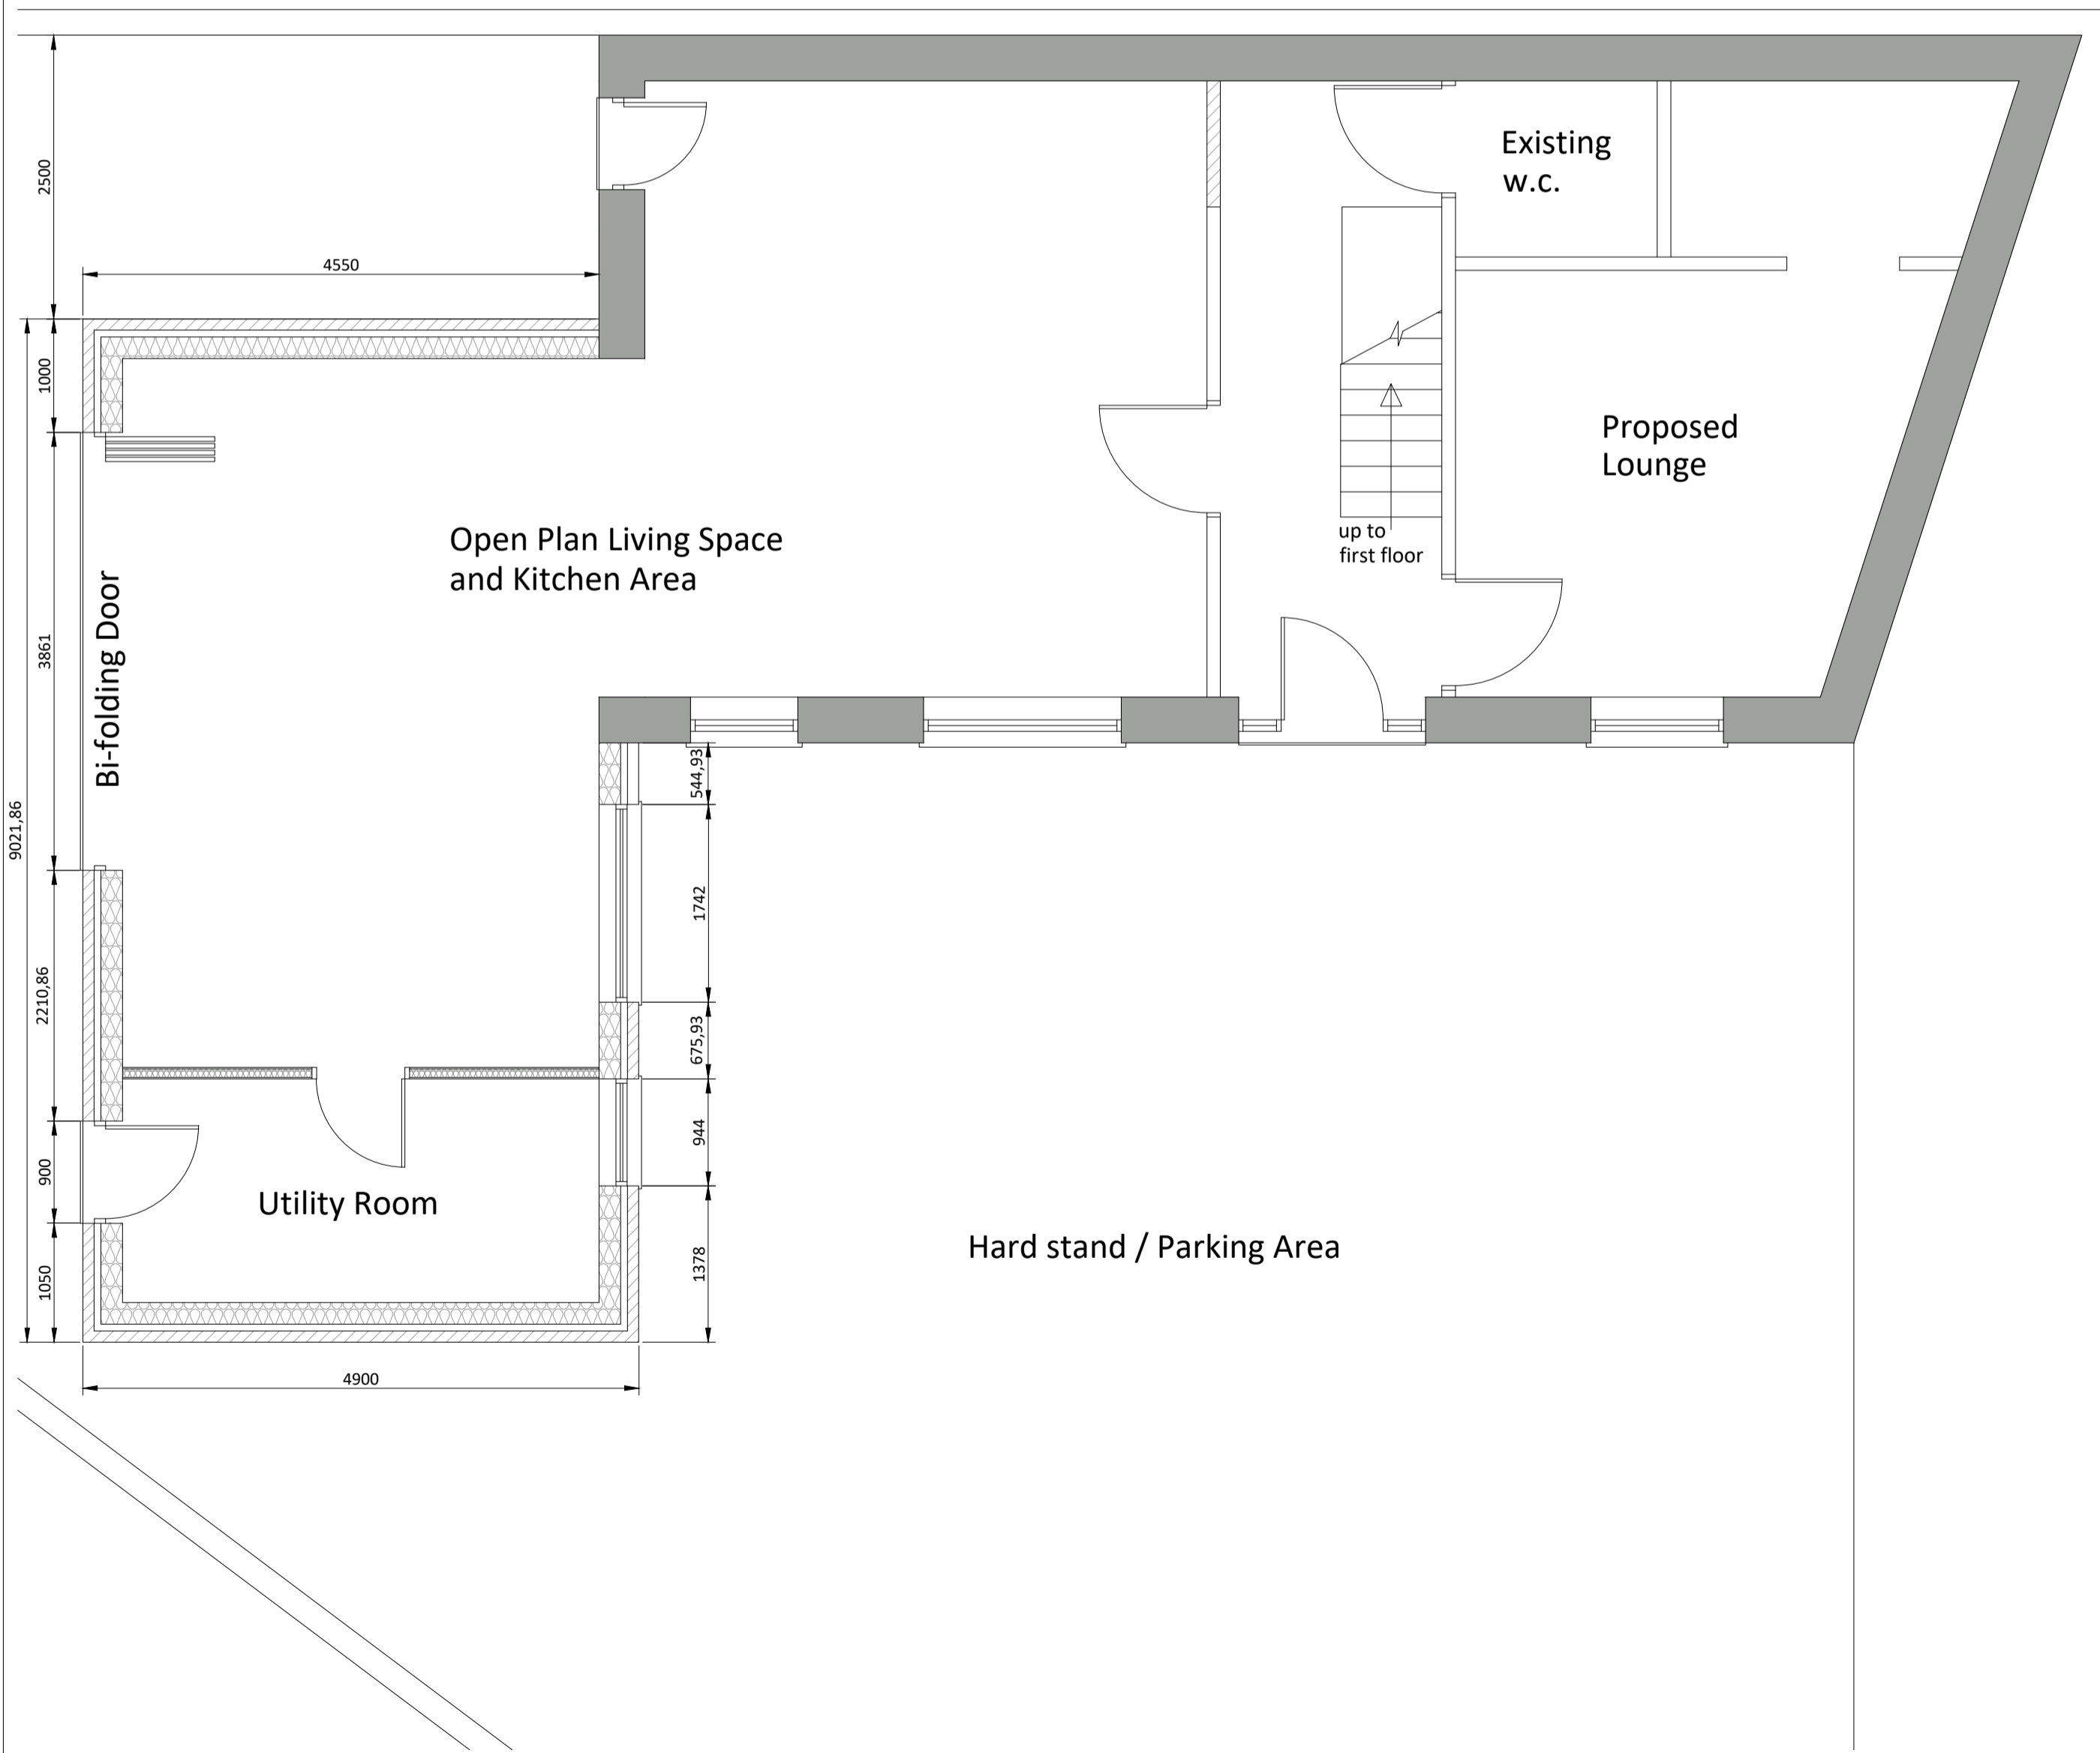 Existing
w.c.
2500
4550
1000
Proposed
Lounge
up to
first floor
Open Plan Living Space
and Kitchen Area
Bi-folding Door
3861
9021,86
544,93
1742
2210,86
675,93
944
900
Utility Room
Hard stand / Parking Area
1050
1378
4900